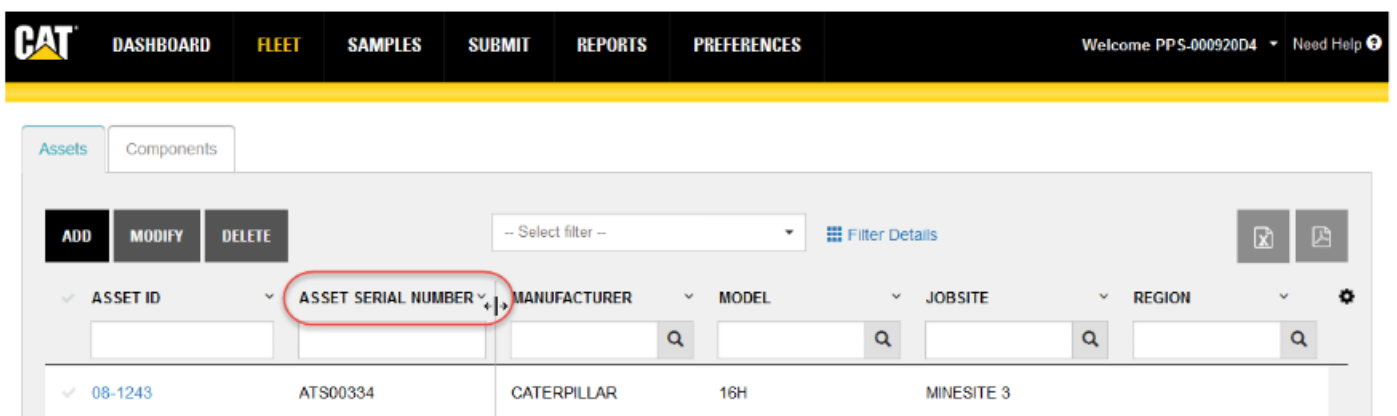 CAT DASHBOARD FLEET SAMPLES SUBMIT REPORTS PREFERENCES Welcome PPS-000920D4 Need Help
Assets Components
ADD MODIFY DELETE -- Select filter -- Filter Details
ASSET ID ASSET SERIAL NUMBER MANUFACTURER MODEL JOBSITE REGION
08-1243 ATS00334 CATERPILLAR 16H MINESITE 3